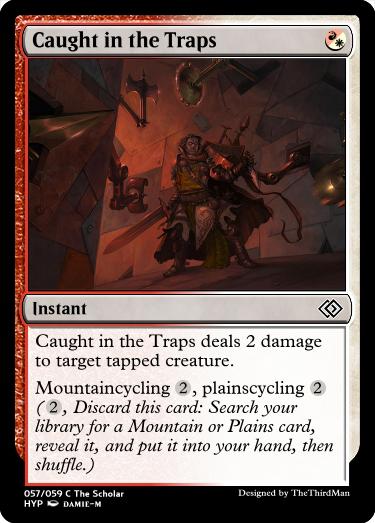 Caught in the Traps
Instant
Caught in the Traps deals 2 damage
to target tapped creature.
Mountaincycling 2, plainscycling 2
(2, Discard this card: Search your
library for a Mountain or Plains card,
reveal it, and put it into your hand, then
shuffle.)
057/059 C The Scholar
Designed by TheThirdMan
HYP DAMIE-M